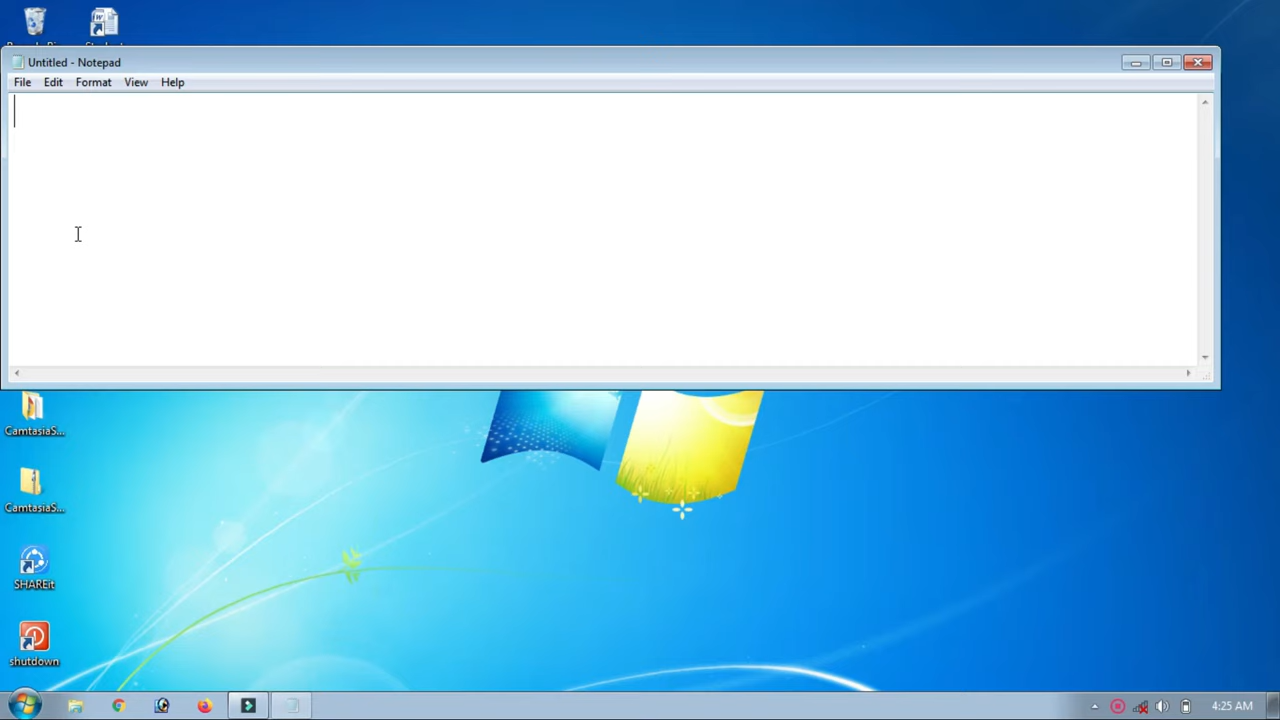 Untitled - Notepad
File Edit Format View Help
CamtasiaS...
CamtasiaS...
SHAREit
shutdown
4:25 AM